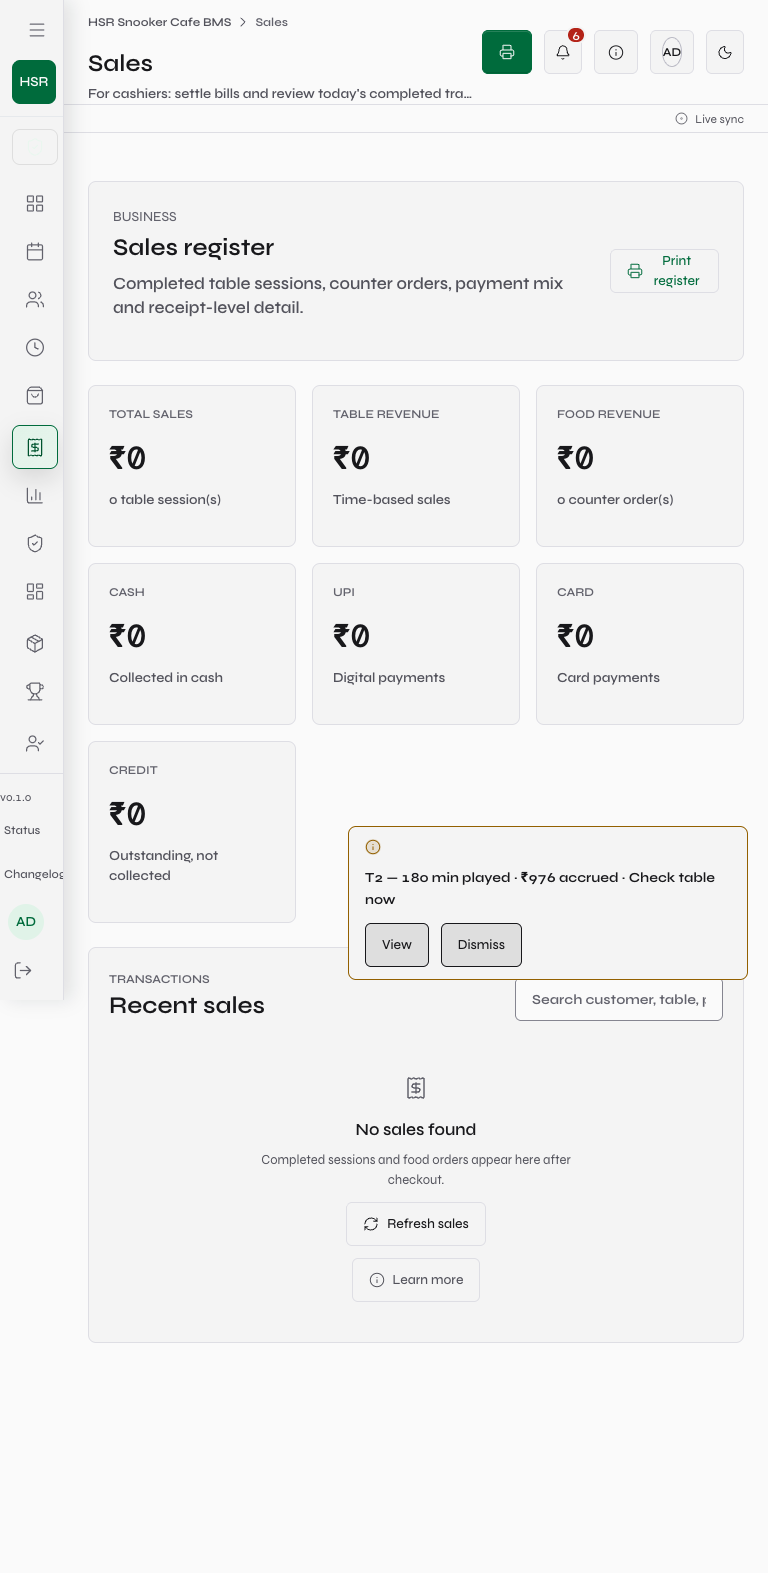 HSR Snooker Cafe BMS > Sales
Sales
For cashiers: settle bills and review today's completed tra...
6
AD
HSR
Live sync
BUSINESS
Sales register
Completed table sessions, counter orders, payment mix
and receipt-level detail.
Print
register
TOTAL SALES
₹0
0 table session(s)
TABLE REVENUE
₹0
Time-based sales
FOOD REVENUE
₹0
0 counter order(s)
CASH
₹0
Collected in cash
UPI
₹0
Digital payments
CARD
₹0
Card payments
CREDIT
₹0
Outstanding, not
collected
v0.1.0
Status
Changelog
AD
T2 — 180 min played · ₹976 accrued · Check table
now
View
Dismiss
TRANSACTIONS
Recent sales
Search customer, table, p
No sales found
Completed sessions and food orders appear here after
checkout.
Refresh sales
Learn more